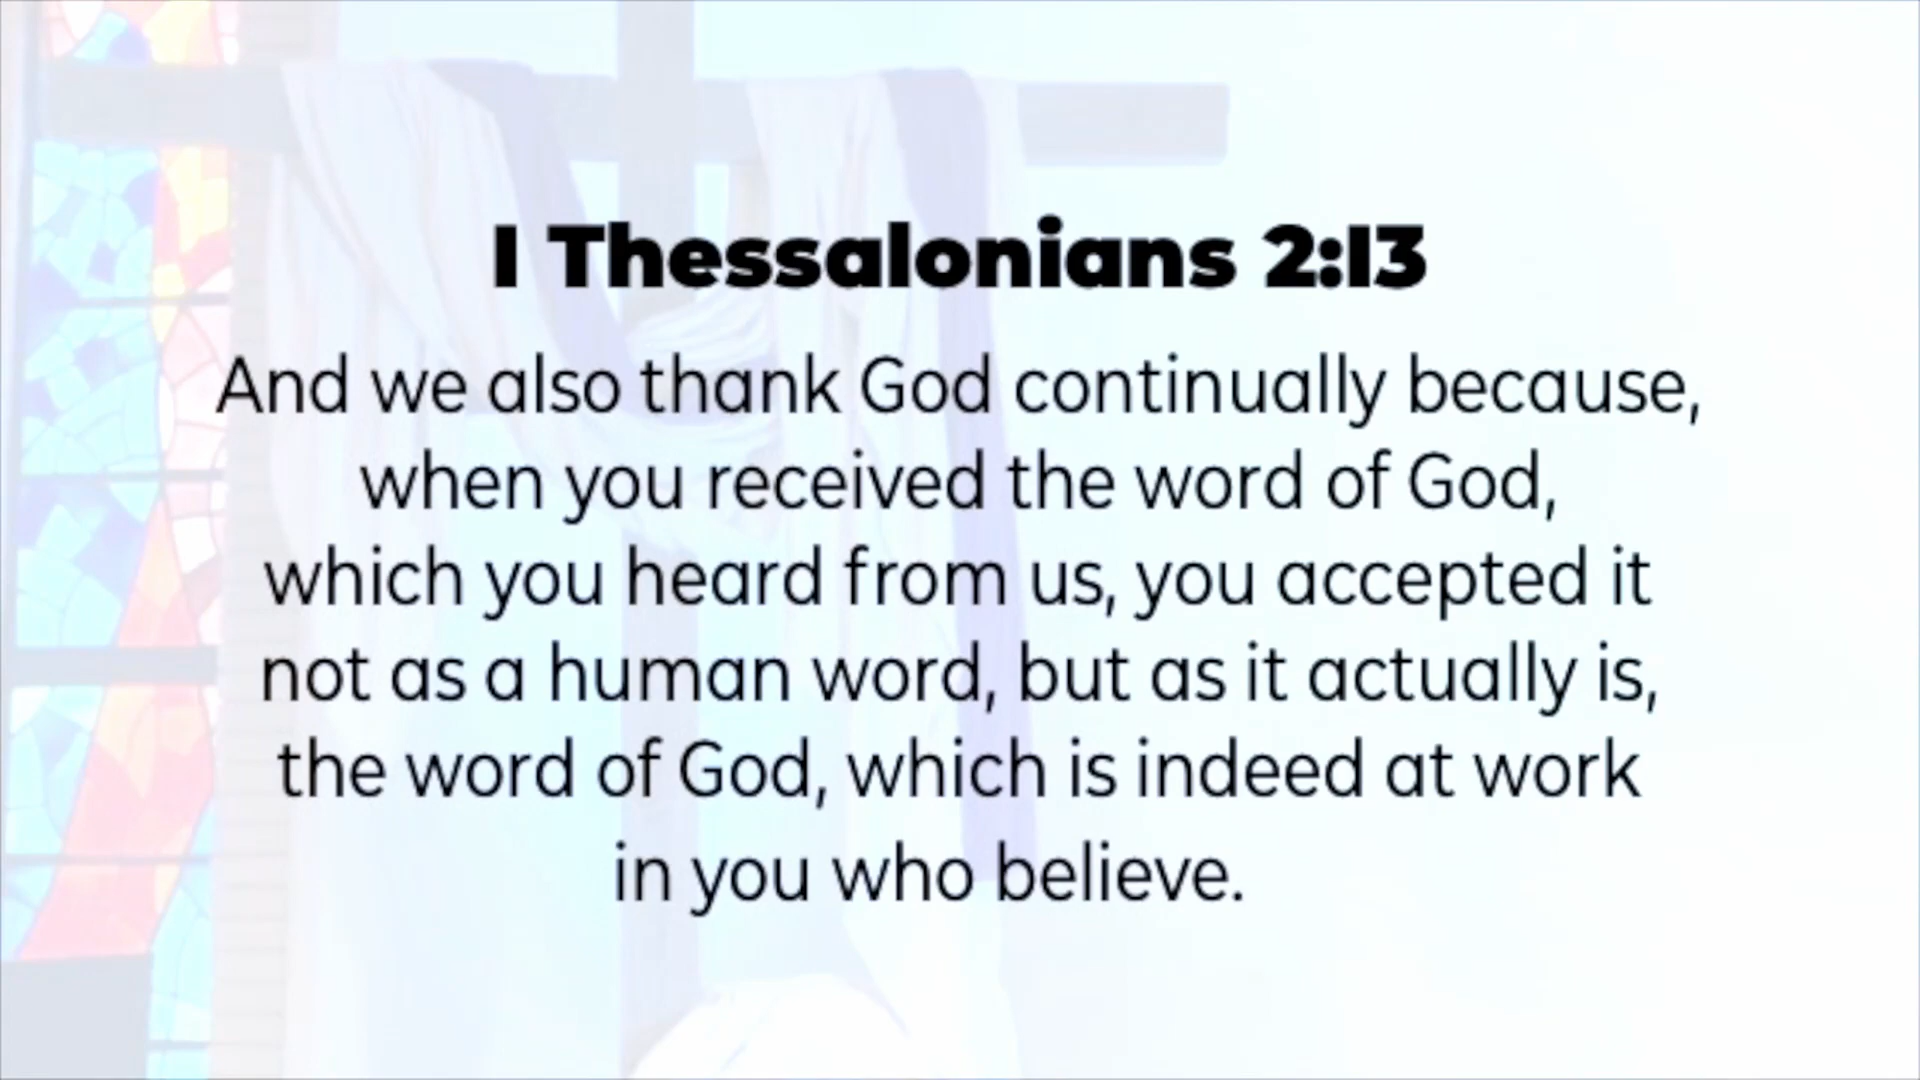 1 Thessalonians 2:13
And we also thank God continually because,
when you received the word of God,
which you heard from us, you accepted it
not as a human word, but as it actually is,
the word of God, which is indeed at work
in you who believe.